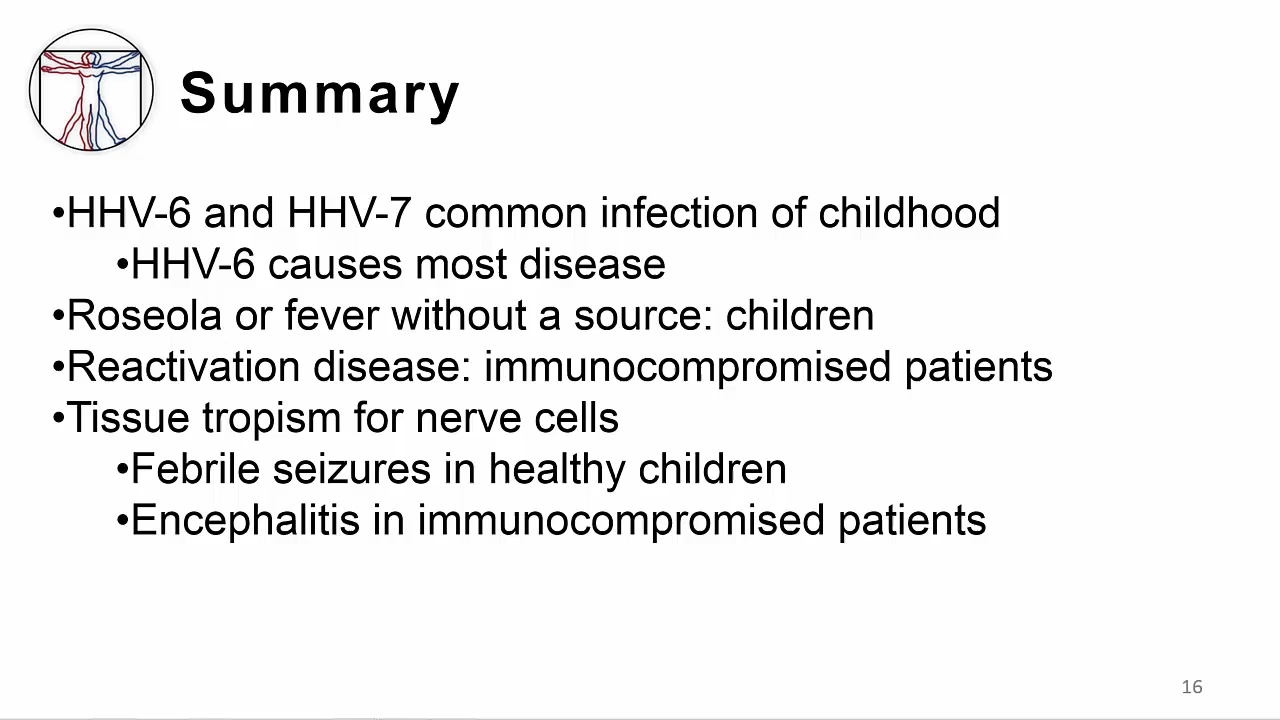 Summary
•HHV-6 and HHV-7 common infection of childhood
•HHV-6 causes most disease
•Roseola or fever without a source: children
•Reactivation disease: immunocompromised patients
•Tissue tropism for nerve cells
•Febrile seizures in healthy children
•Encephalitis in immunocompromised patients
16